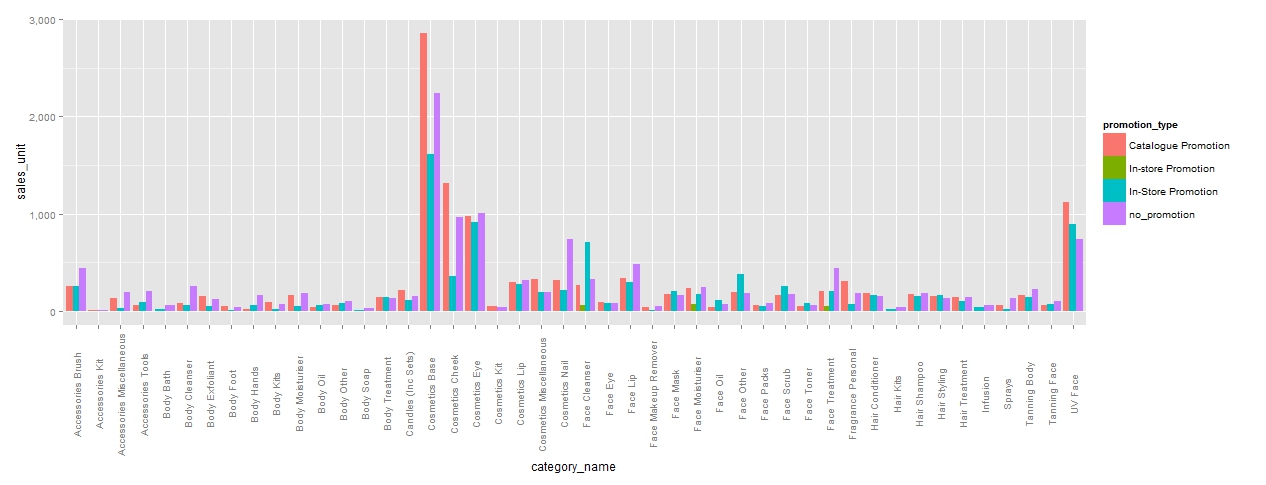 3,000
2,000
1,000
0
sales_unit
Accessories Brush
Accessories Kit
Accessories Miscellaneous
Accessories Tools
Body Bath
Body Cleanser
Body Exfoliant
Body Foot
Body Hands
Body Kits
Body Moisturiser
Body Oil
Body Other
Body Soap
Body Treatment
Candles (Inc Sets)
Cosmetics Base
Cosmetics Cheek
Cosmetics Eye
Cosmetics Kit
Cosmetics Lip
Cosmetics Miscellaneous
Cosmetics Nail
Face Cleanser
Face Eye
Face Lip
Face Makeup Remover
Face Mask
Face Moisturiser
Face Oil
Face Other
Face Packs
Face Scrub
Face Toner
Face Treatment
Fragrance Personal
Hair Conditioner
Hair Kits
Hair Shampoo
Hair Styling
Hair Treatment
Infusion
Sprays
Tanning Body
Tanning Face
UV Face
category_name
promotion_type
Catalogue Promotion
In-store Promotion
In-Store Promotion
no_promotion